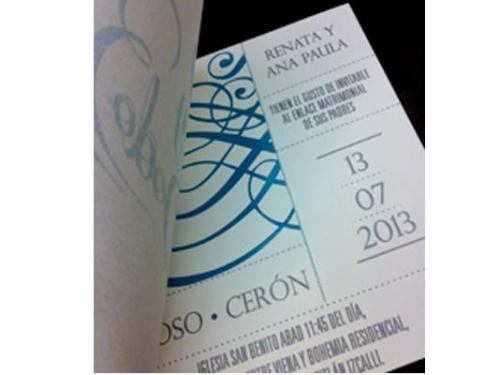 RENATA Y
ANA PAULA
TIENEN EL GUSTO DE INVITARLE
AL ENLACE MATRIMONIAL
DE SUS PADRES
13
07
2013
OSO • CERÓN
IGLESIA SAN BENITO ABAD 11:45 DEL DÍA,
ENTRE VIENA Y BOHEMIA RESIDENCIAL,
IZCALLI.